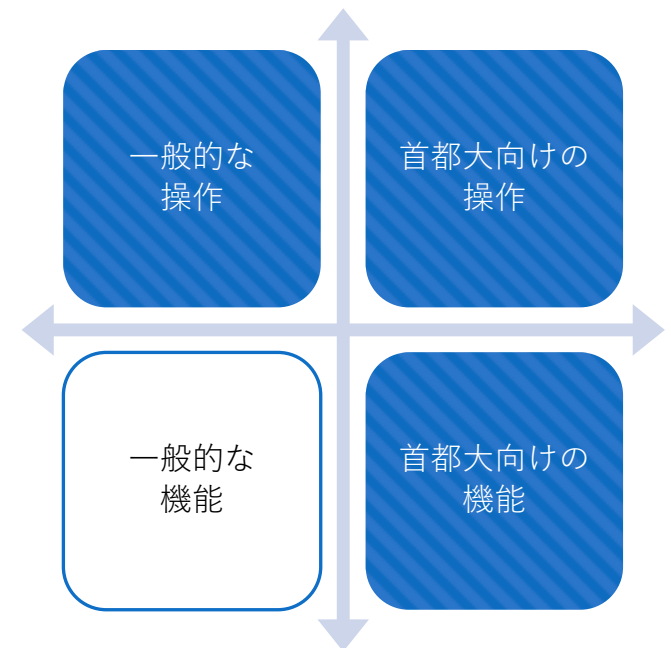 一般的な
操作
首都大向けの
操作
一般的な
機能
首都大向けの
機能